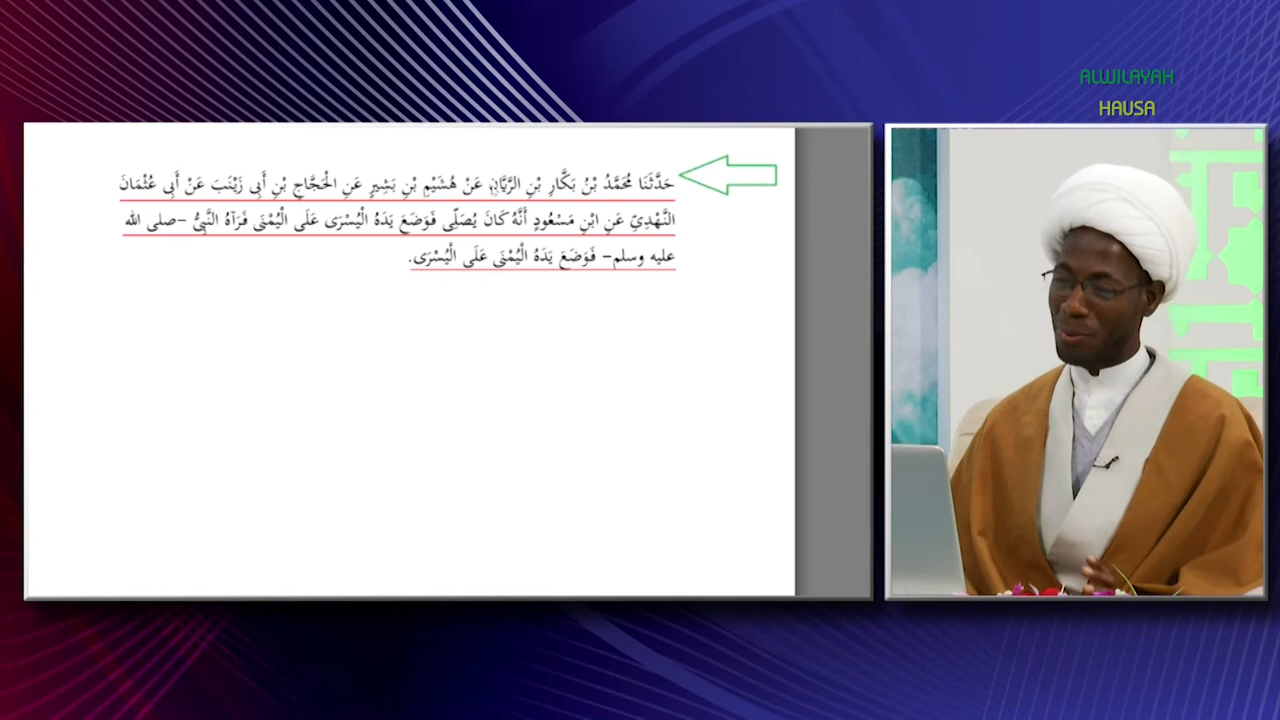 ALWILAYAH
HAUSA
حَدَّثَنَا مُحَمَّدُ بْنُ بَكَّارِ بْنِ الرَّيَّانِ عَنْ هُشَيْمِ بْنِ بَشِيرٍ عَنِ الْحَجَّاجِ بْنِ أَبِى زَيْنَبَ عَنْ أَبِى عُثْمَانَ
النَّهْدِىِّ عَنِ ابْنِ مَسْعُودٍ أَنَّهُ كَانَ يُصَلِّى فَوَضَعَ يَدَهُ الْيُسْرَى عَلَى الْيُمْنَى فَرَآهُ النَّبِىُّ -صلى الله
عليه وسلم- فَوَضَعَ يَدَهُ الْيُمْنَى عَلَى الْيُسْرَى.